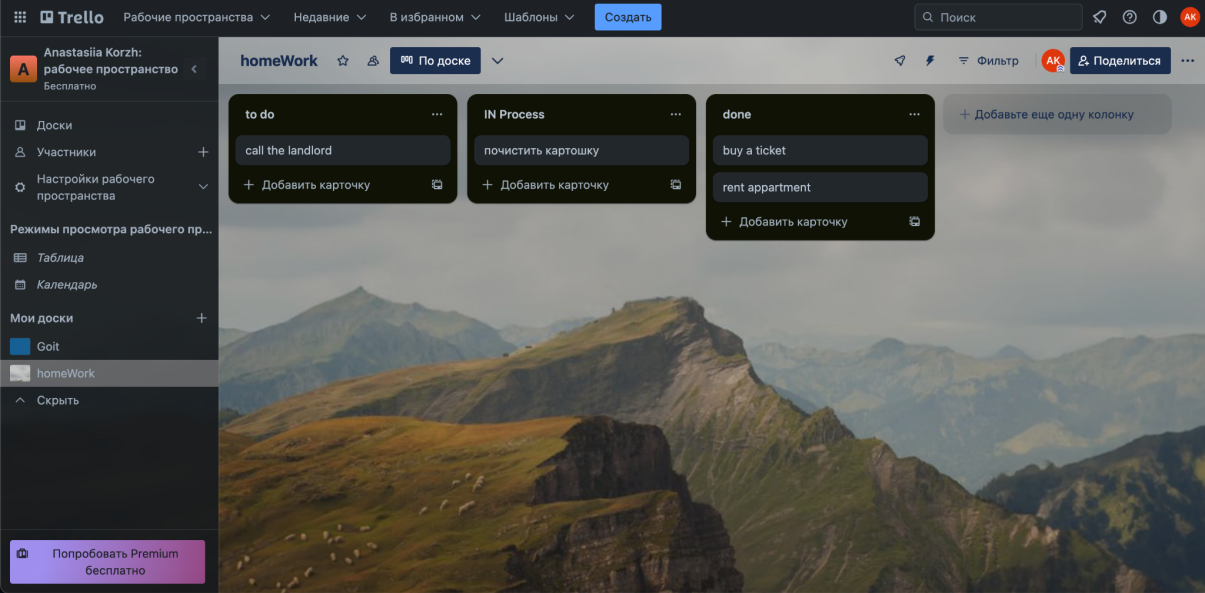 Trello
Рабочие пространства
Недавние
В избранном
Шаблоны
Создать
Поиск
АК
A
Anastasiia Korzh:
рабочее пространство
Бесплатно
Доски
Участники
Настройки рабочего
пространства
Режимы просмотра рабочего пр...
Таблица
Календарь
Мои доски
Goit
homeWork
Скрыть
Попробовать Premium
бесплатно
homeWork
По доске
Фильтр
АК
Поделиться
to do
call the landlord
Добавить карточку
IN Process
почистить картошку
Добавить карточку
done
buy a ticket
rent appartment
Добавить карточку
Добавьте еще одну колонку